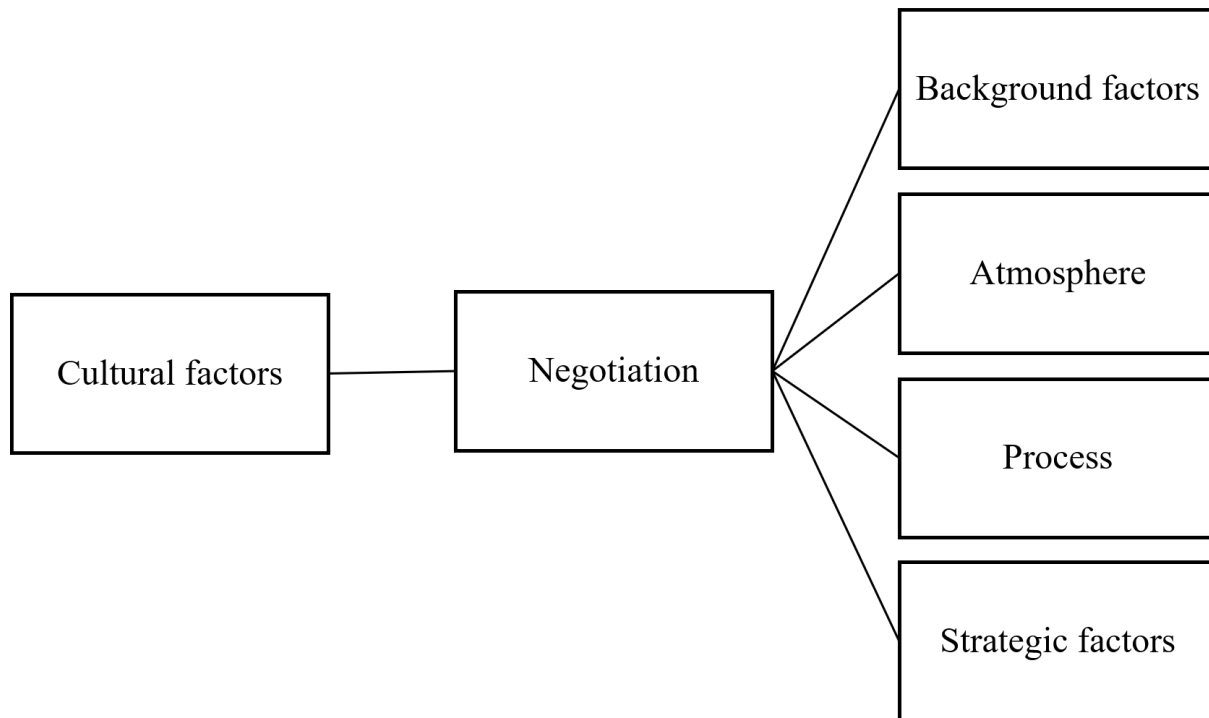 Background factors
Atmosphere
Cultural factors
Negotiation
Process
Strategic factors